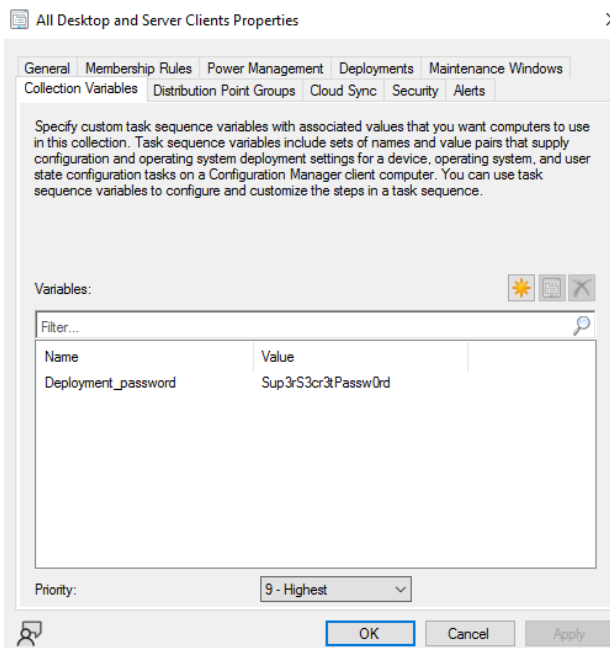 All Desktop and Server Clients Properties
General Membership Rules Power Management Deployments Maintenance Windows
Collection Variables Distribution Point Groups Cloud Sync Security Alerts
Specify custom task sequence variables with associated values that you want computers to use
in this collection. Task sequence variables include sets of names and value pairs that supply
configuration and operating system deployment settings for a device, operating system, and user
state configuration tasks on a Configuration Manager client computer. You can use task
sequence variables to configure and customize the steps in a task sequence.
Variables:
Filter...
Name Value
Deployment_password Sup3rS3cr3tPassw0rd
Priority: 9 - Highest
OK Cancel Apply